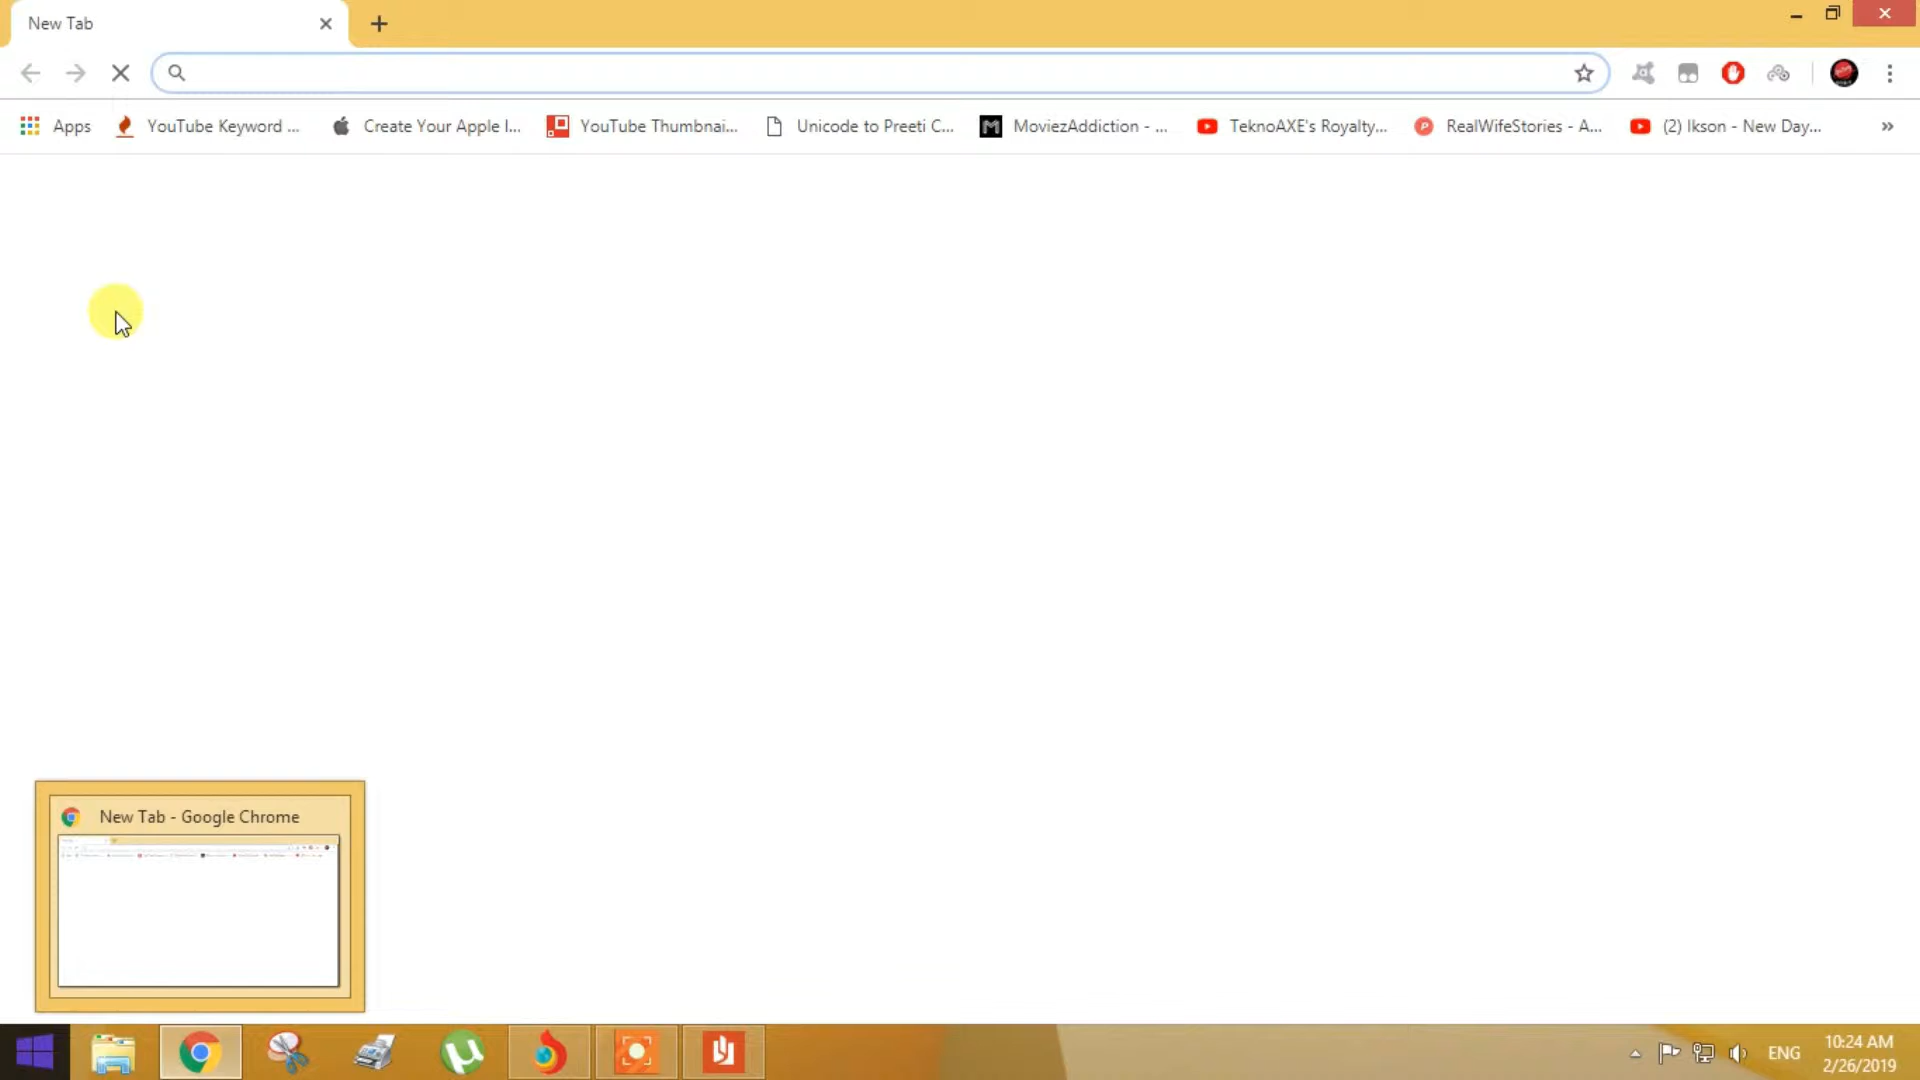 New Tab
Apps
YouTube Keyword ...
Create Your Apple I...
YouTube Thumbnai...
Unicode to Preeti C...
MoviezAddiction - ...
TeknoAXE's Royalty...
RealWifeStories - A...
(2) Ikson - New Day...
New Tab - Google Chrome
ENG
10:24 AM
2/26/2019